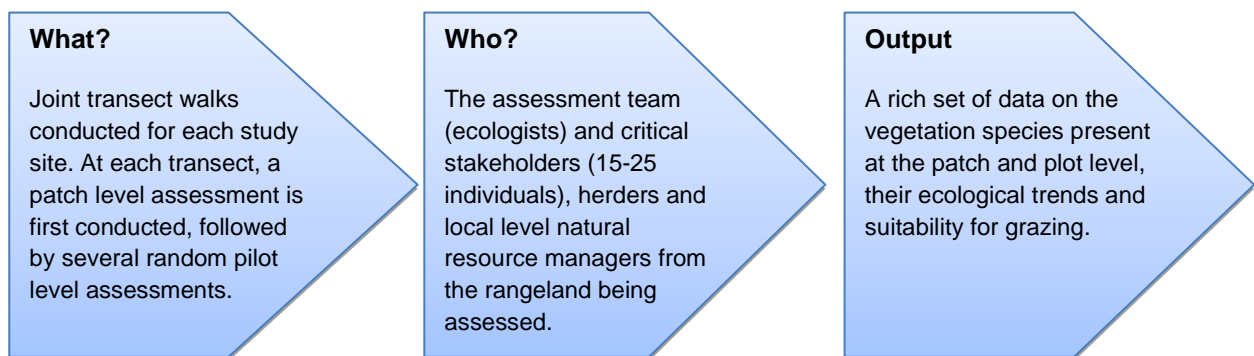 What?
Joint transect walks
conducted for each study
site. At each transect, a
patch level assessment is
first conducted, followed
by several random pilot
level assessments.
Who?
The assessment team
(ecologists) and critical
stakeholders (15-25
individuals), herders and
local level natural
resource managers from
the rangeland being
assessed.
Output
A rich set of data on the
vegetation species present
at the patch and plot level,
their ecological trends and
suitability for grazing.